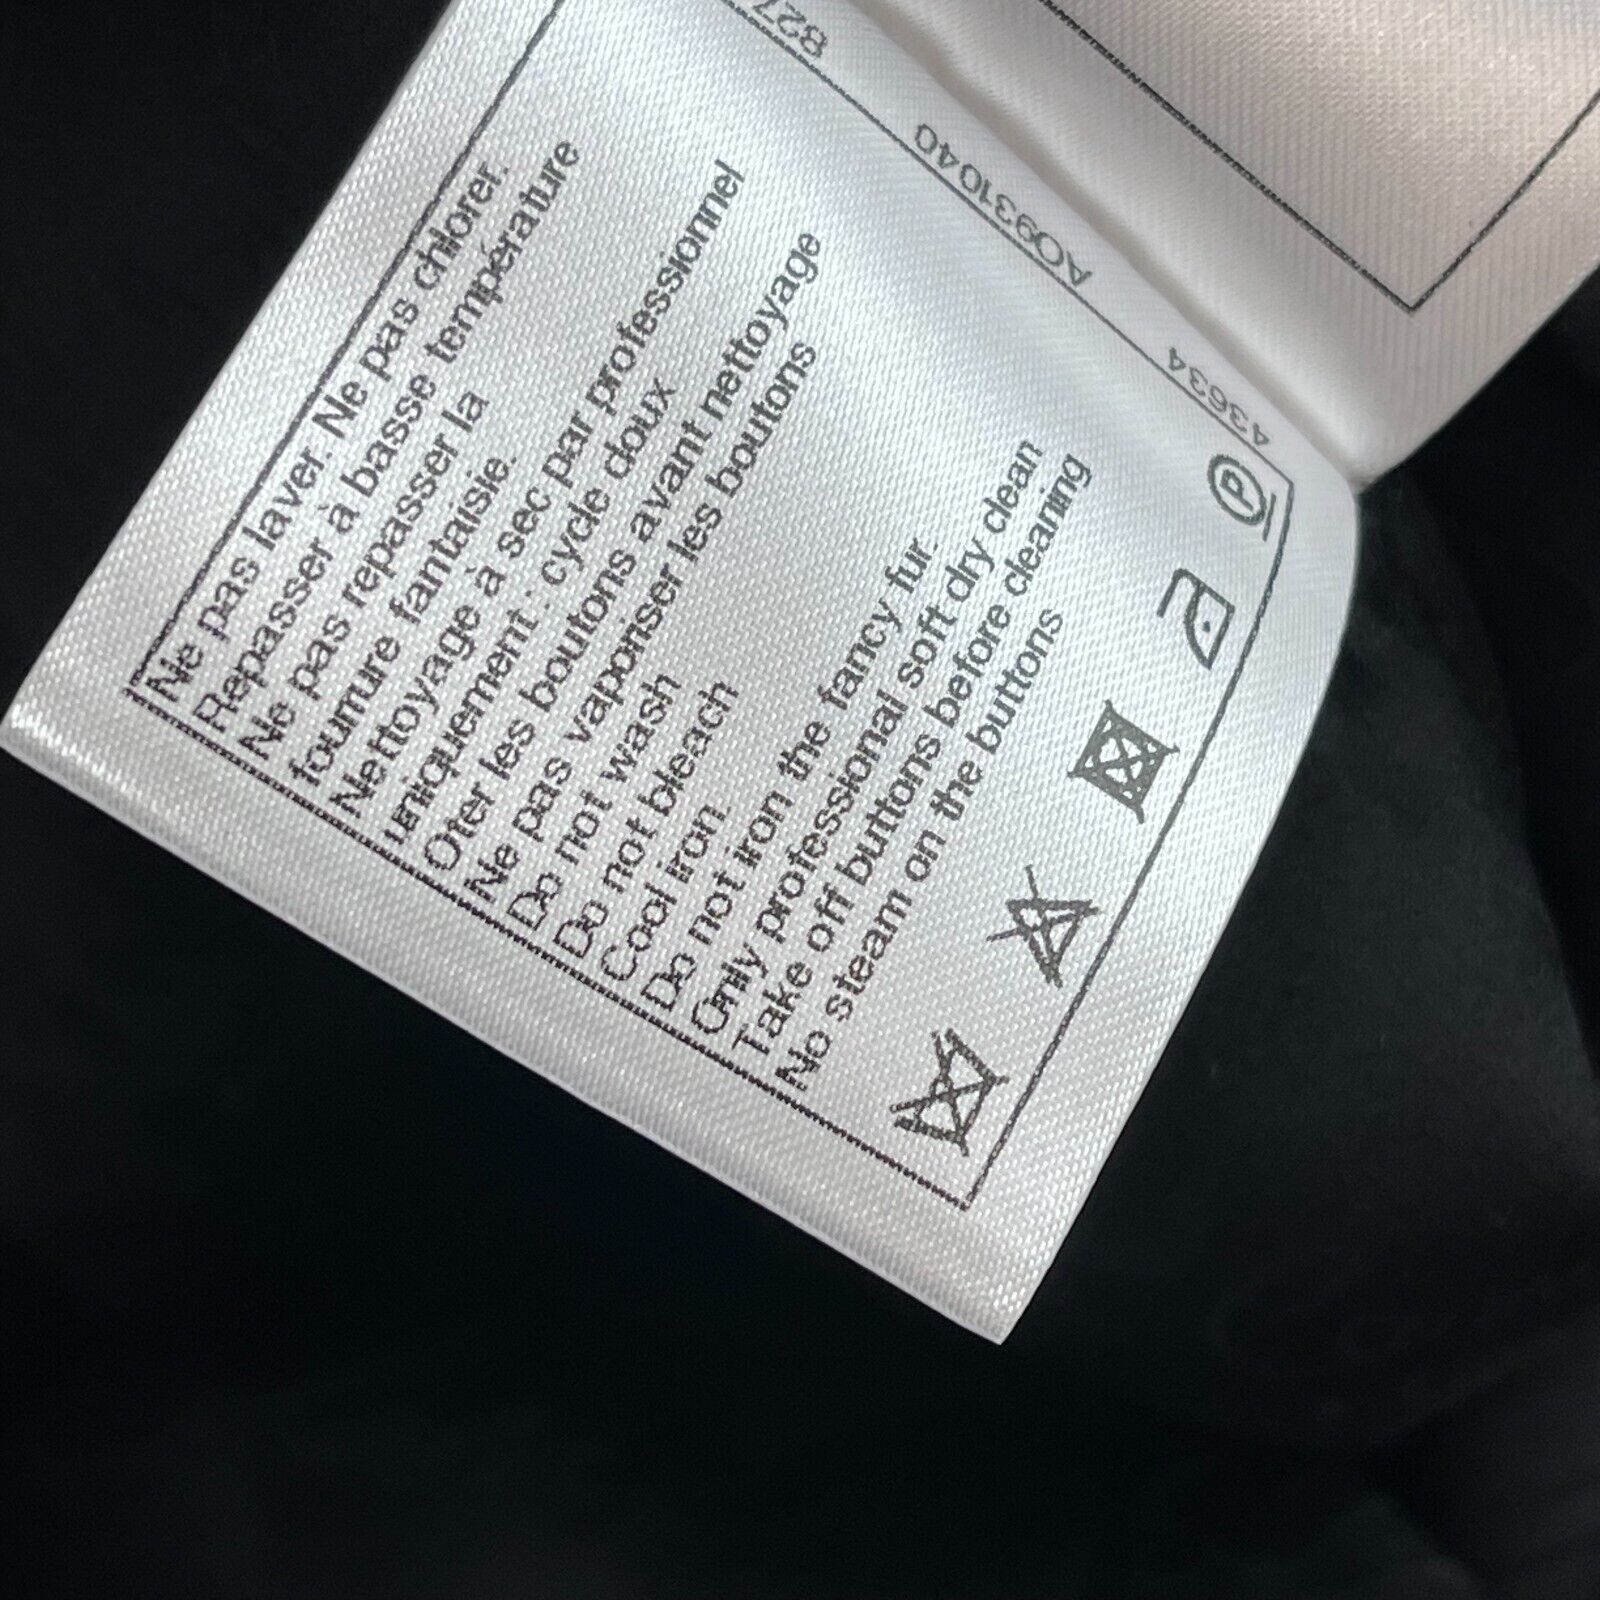 Ne pas laver. Ne pas chlorer.
Repasser à basse température
Ne pas repasser la
fourrure fantaisie.
Nettoyage à sec par professionnel
uniquement : cycle doux
Oter les boutons avant nettoyage
Ne pas vaporiser les boutons
Do not wash
Do not bleach
Cool iron.
Do not iron the fancy fur.
Only professional soft dry clean
Take off buttons before cleaning
No steam on the buttons
P
43634 AO931040